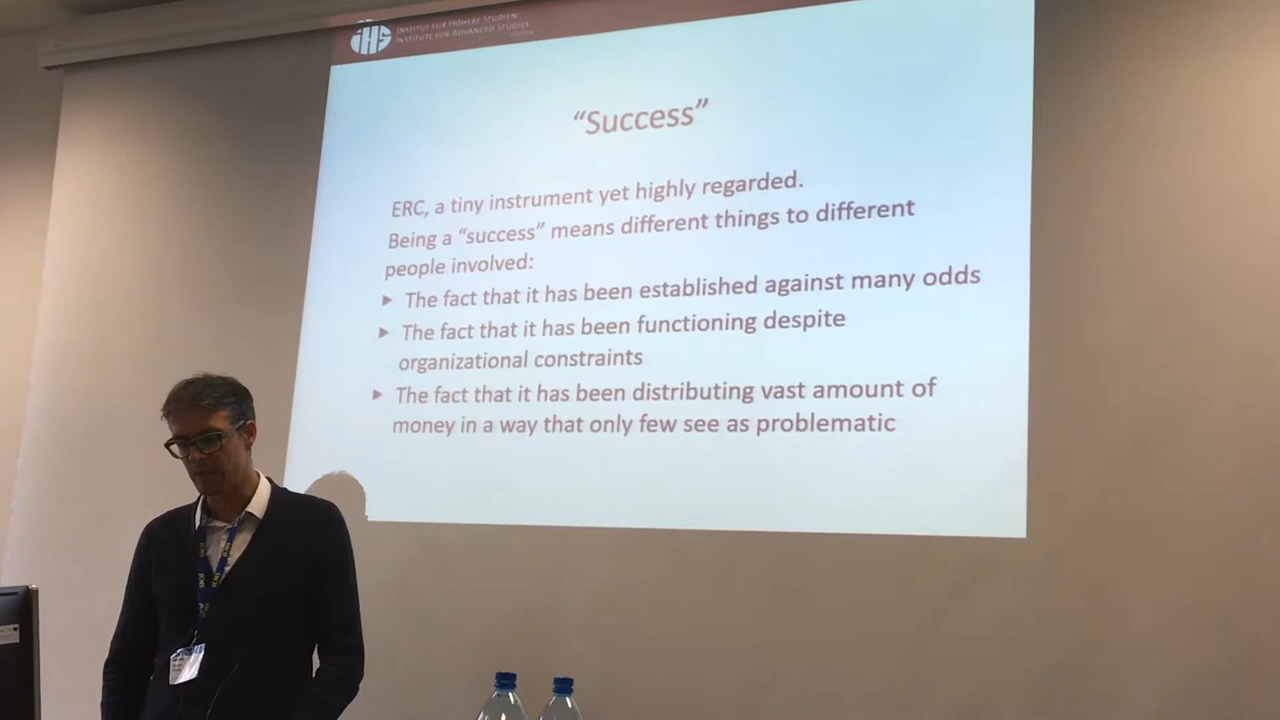 IHS
INSTITUT FÜR HÖHERE STUDIEN
INSTITUTE FOR ADVANCED STUDIES
“Success”
ERC, a tiny instrument yet highly regarded.
Being a “success” means different things to different
people involved:
The fact that it has been established against many odds
The fact that it has been functioning despite
organizational constraints
The fact that it has been distributing vast amount of
money in a way that only few see as problematic